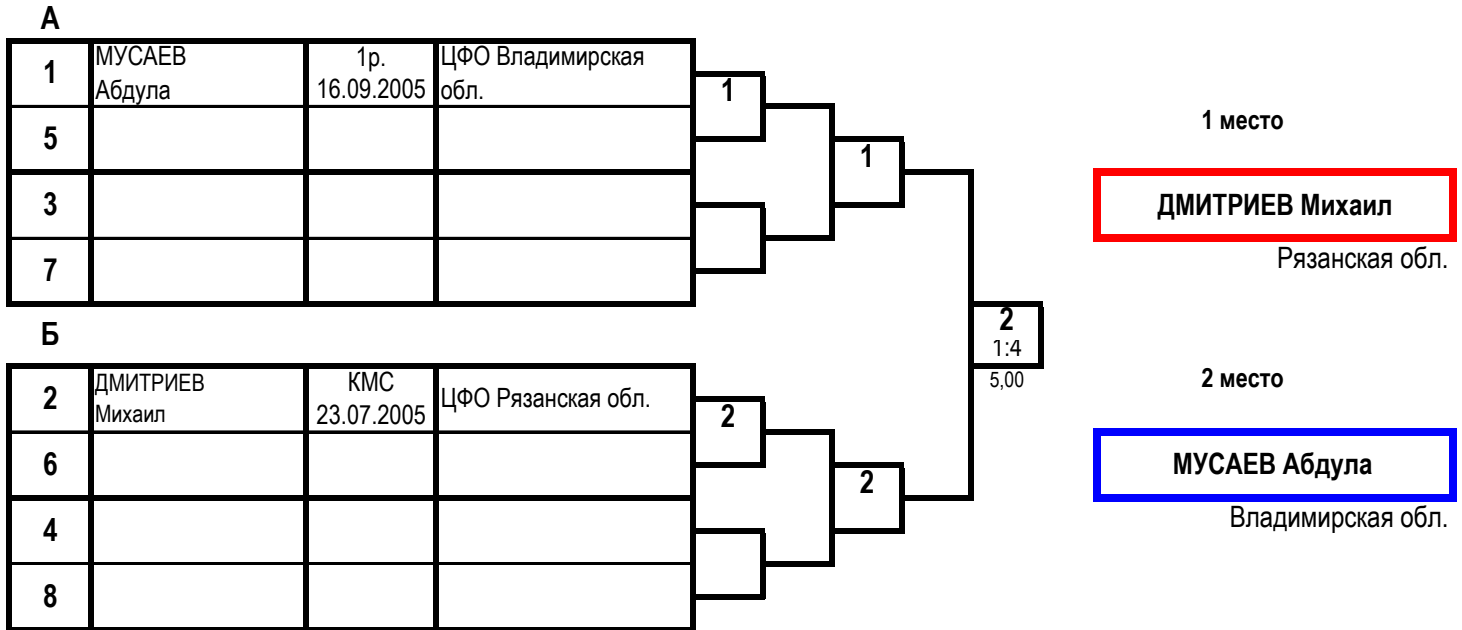 А
1 МУСАЕВ Абдула 1р. 16.09.2005 ЦФО Владимирская обл.
5
3
7
1
1
Б
2 ДМИТРИЕВ Михаил КМС 23.07.2005 ЦФО Рязанская обл.
6
4
8
2
2
2
1:4
5,00
1 место
ДМИТРИЕВ Михаил
Рязанская обл.
2 место
МУСАЕВ Абдула
Владимирская обл.